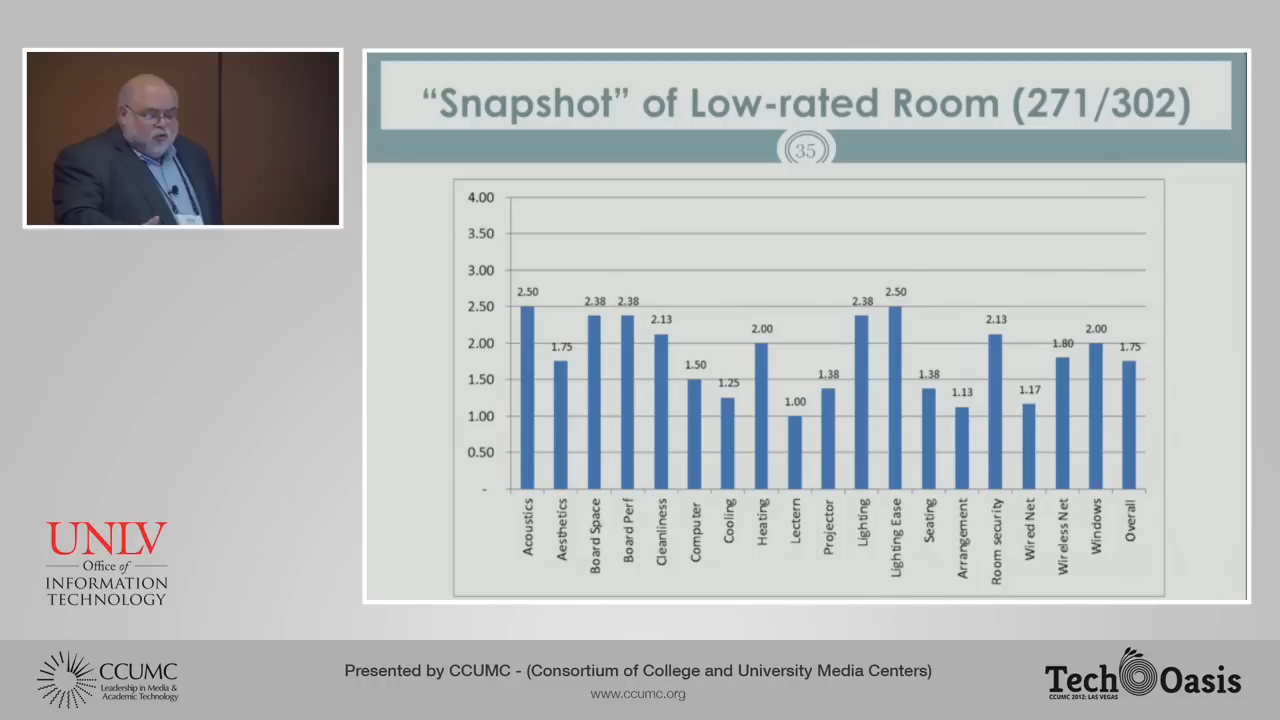 “Snapshot” of Low-rated Room (271/302)
35
4.00
3.50
3.00
2.50
2.00
1.50
1.00
0.50
-
2.50
1.75
2.38
2.38
2.13
1.50
1.25
2.00
1.00
1.38
2.38
2.50
1.38
1.13
2.13
1.17
1.80
2.00
1.75
Acoustics
Aesthetics
Board Space
Board Perf
Cleanliness
Computer
Cooling
Heating
Lectern
Projector
Lighting
Lighting Ease
Seating
Arrangement
Room security
Wired Net
Wireless Net
Windows
Overall
UNLV
Office of
INFORMATION
TECHNOLOGY
CCUMC
Leadership in Media &
Academic Technology
Presented by CCUMC - (Consortium of College and University Media Centers)
www.ccumc.org
Tech Oasis
CCUMC 2012: LAS VEGAS